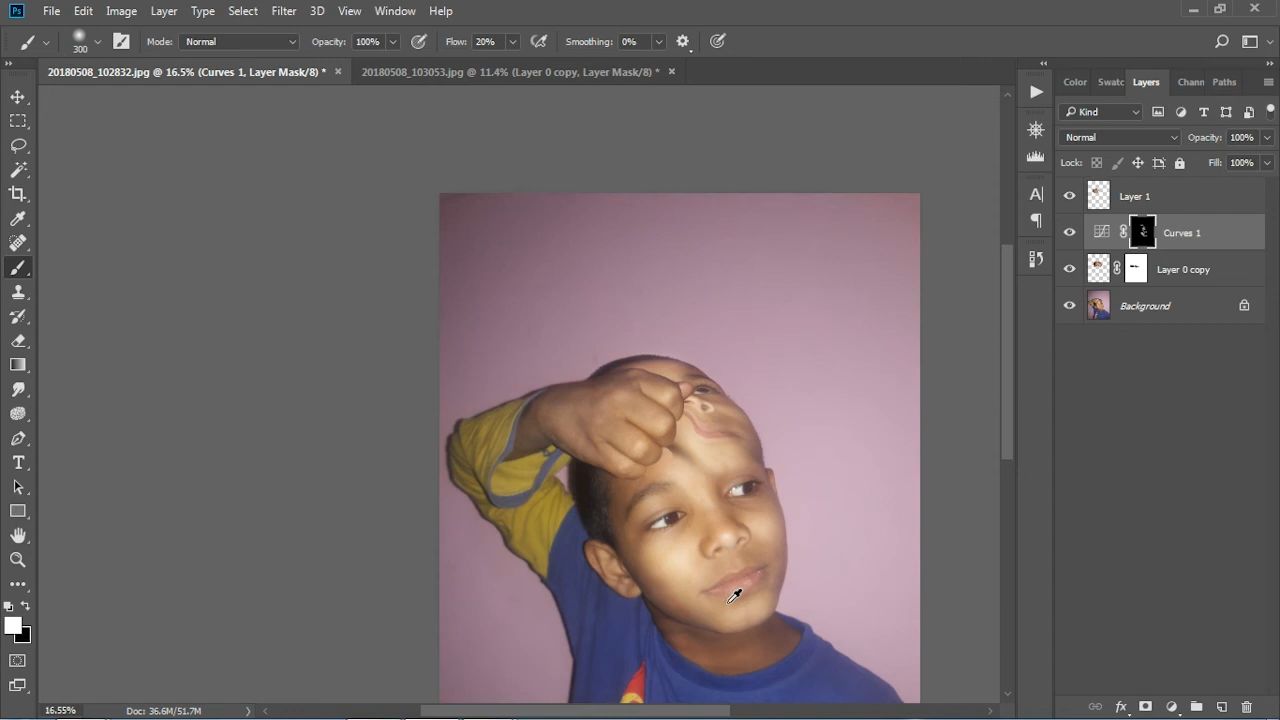 Ps File Edit Image Layer Type Select Filter 3D View Window Help
300 Mode: Normal Opacity: 100% Flow: 20% Smoothing: 0%
20180508_102832.jpg @ 16.5% (Curves 1, Layer Mask/8) * × 20180508_103053.jpg @ 11.4% (Layer 0 copy, Layer Mask/8) * ×
Color Swatc Layers Chann Paths
Kind
Normal Opacity: 100%
Lock: Fill: 100%
Layer 1
Curves 1
Layer 0 copy
Background
16.55% Doc: 36.6M/51.7M